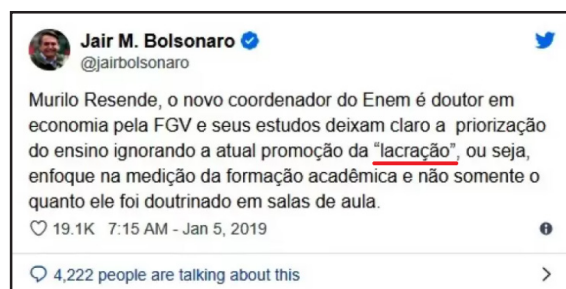 Jair M. Bolsonaro
@jairbolsonaro
Murilo Resende, o novo coordenador do Enem é doutor em
economia pela FGV e seus estudos deixam claro a priorização
do ensino ignorando a atual promoção da “lacração”, ou seja,
enfoque na medição da formação acadêmica e não somente o
quanto ele foi doutrinado em salas de aula.
19.1K 7:15 AM - Jan 5, 2019
4,222 people are talking about this